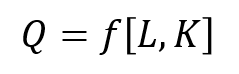 Q = f[L, K]